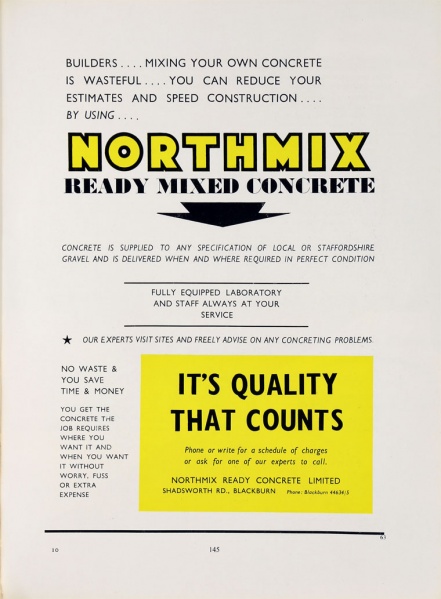 BUILDERS .... MIXING YOUR OWN CONCRETE
IS WASTEFUL .... YOU CAN REDUCE YOUR
ESTIMATES AND SPEED CONSTRUCTION ....
BY USING ....
NORTHMIX
READY MIXED CONCRETE
CONCRETE IS SUPPLIED TO ANY SPECIFICATION OF LOCAL OR STAFFORDSHIRE
GRAVEL AND IS DELIVERED WHEN AND WHERE REQUIRED IN PERFECT CONDITION
FULLY EQUIPPED LABORATORY
AND STAFF ALWAYS AT YOUR
SERVICE
★ OUR EXPERTS VISIT SITES AND FREELY ADVISE ON ANY CONCRETING PROBLEMS
NO WASTE &
YOU SAVE
TIME & MONEY
YOU GET THE
CONCRETE THE
JOB REQUIRES
WHERE YOU
WANT IT AND
WHEN YOU WANT
IT WITHOUT
WORRY, FUSS
OR EXTRA
EXPENSE
IT'S QUALITY
THAT COUNTS
Phone or write for a schedule of charges
or ask for one of our experts to call.
NORTHMIX READY CONCRETE LIMITED
SHADSWORTH RD., BLACKBURN Phone: Blackburn 44634/5
65
10
145